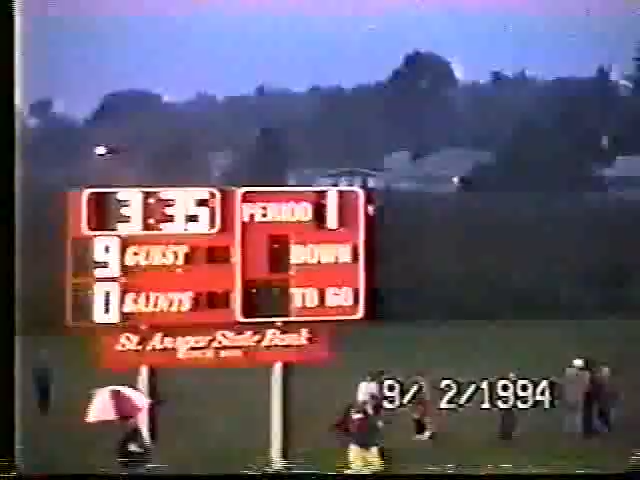 3:35 PERIOD 1
9 GUEST DOWN
0 SAINTS TO GO
St. Ansgar State Bank
9/ 2/1994